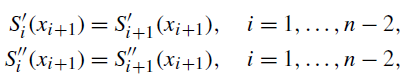 S′ᵢ(xᵢ₊₁) = S′ᵢ₊₁(xᵢ₊₁), i = 1, . . . , n − 2,
S″ᵢ(xᵢ₊₁) = S″ᵢ₊₁(xᵢ₊₁), i = 1, . . . , n − 2,